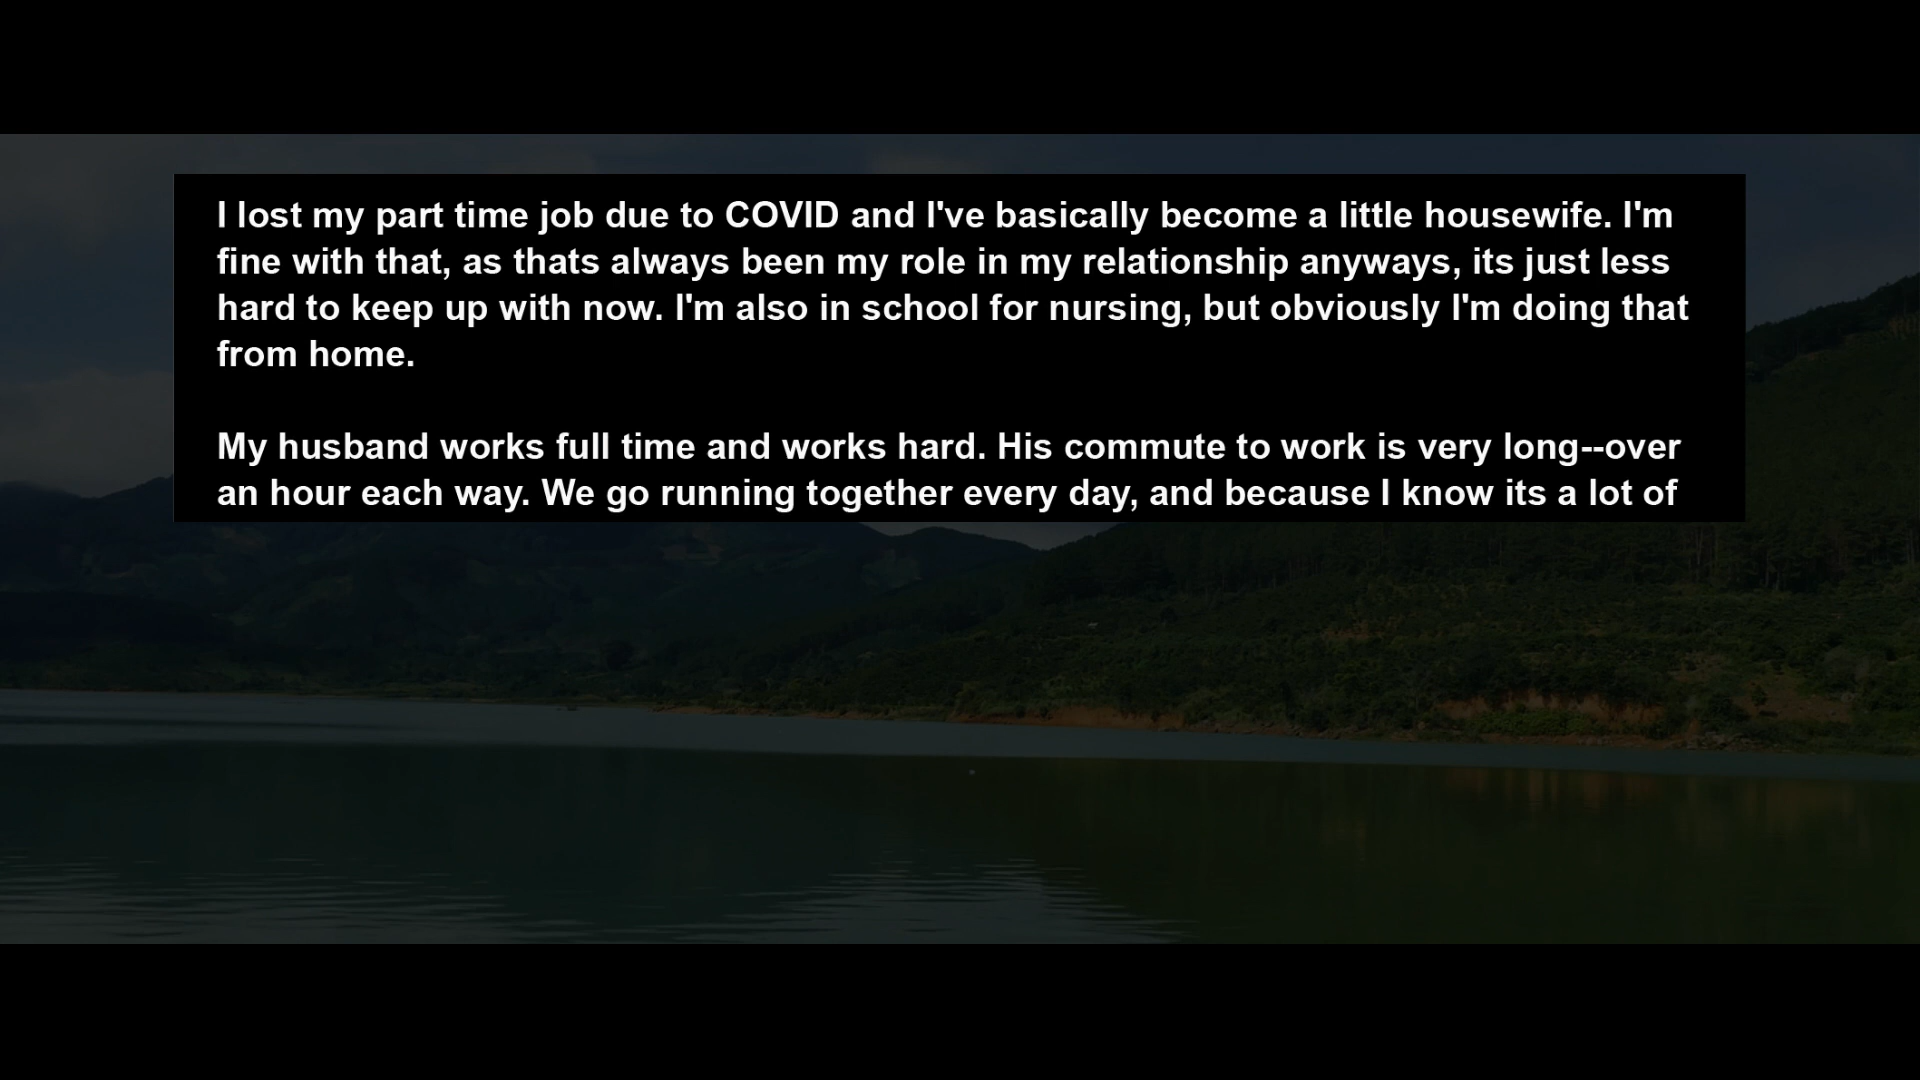 I lost my part time job due to COVID and I've basically become a little housewife. I'm
fine with that, as thats always been my role in my relationship anyways, its just less
hard to keep up with now. I'm also in school for nursing, but obviously I'm doing that
from home.
My husband works full time and works hard. His commute to work is very long--over
an hour each way. We go running together every day, and because I know its a lot of